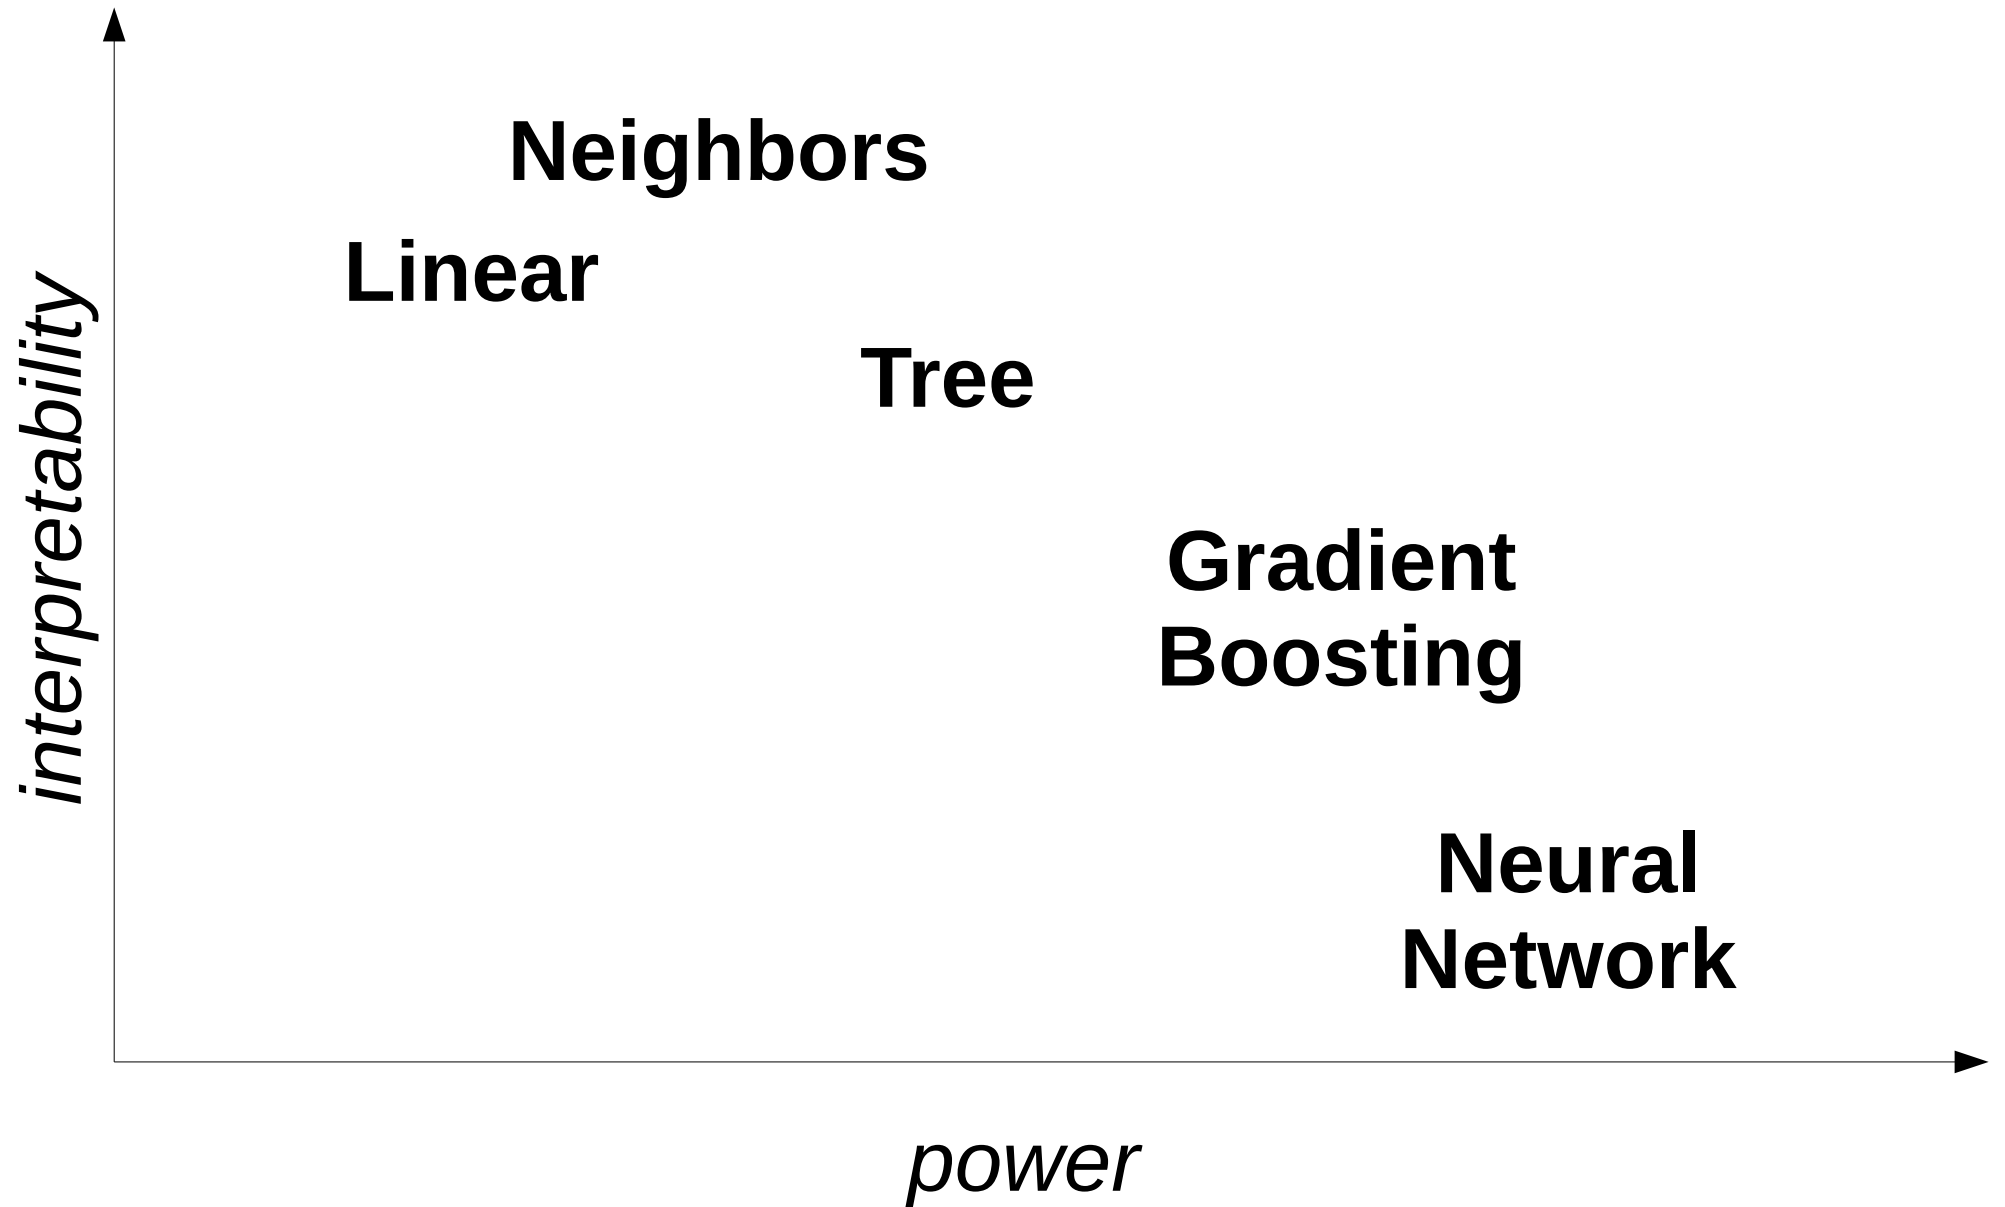 Neighbors
Linear
Tree
Gradient
Boosting
Neural
Network
interpretability
power